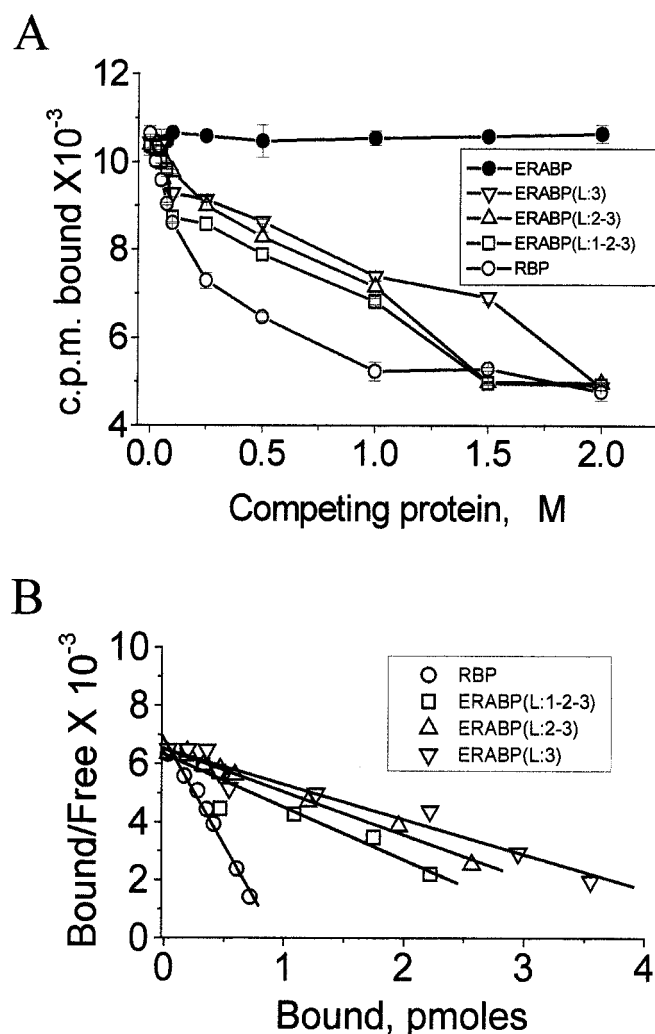 A
c.p.m. bound X10⁻³
12
10
8
6
4
0.0 0.5 1.0 1.5 2.0
Competing protein, M
ERABP
ERABP(L:3)
ERABP(L:2-3)
ERABP(L:1-2-3)
RBP
B
Bound/Free X 10⁻³
10
8
6
4
2
0
0 1 2 3 4
Bound, pmoles
RBP
ERABP(L:1-2-3)
ERABP(L:2-3)
ERABP(L:3)